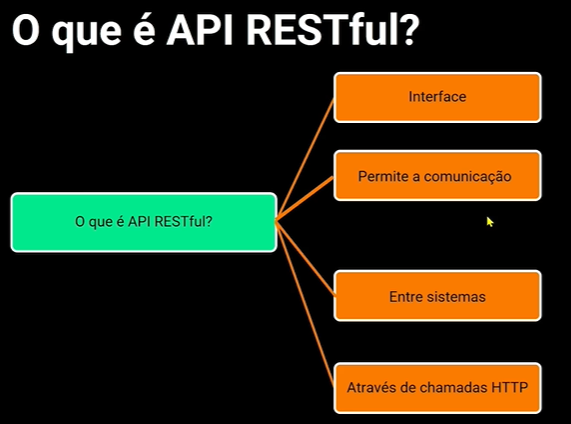 O que é API RESTful?
Interface
Permite a comunicação
O que é API RESTful?
Entre sistemas
Através de chamadas HTTP